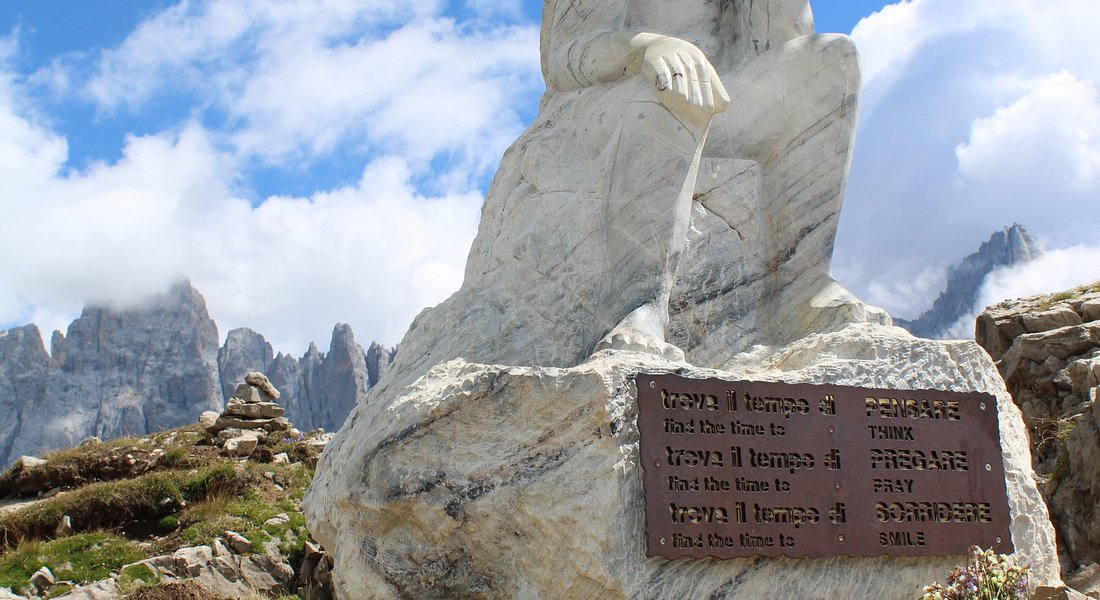 trova il tempo di PENSARE
find the time to THINK
trova il tempo di PREGARE
find the time to PRAY
trova il tempo di SORRIDERE
find the time to SMILE